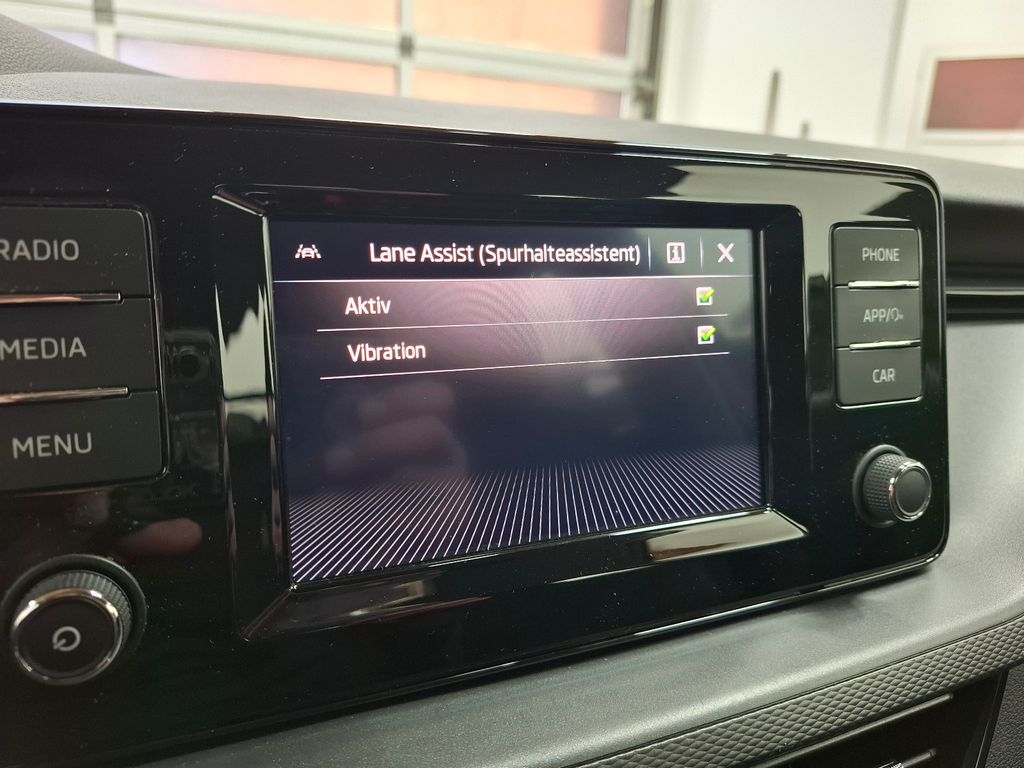 RADIO
MEDIA
MENU
Lane Assist (Spurhalteassistent)
Aktiv
Vibration
PHONE
APP/
CAR